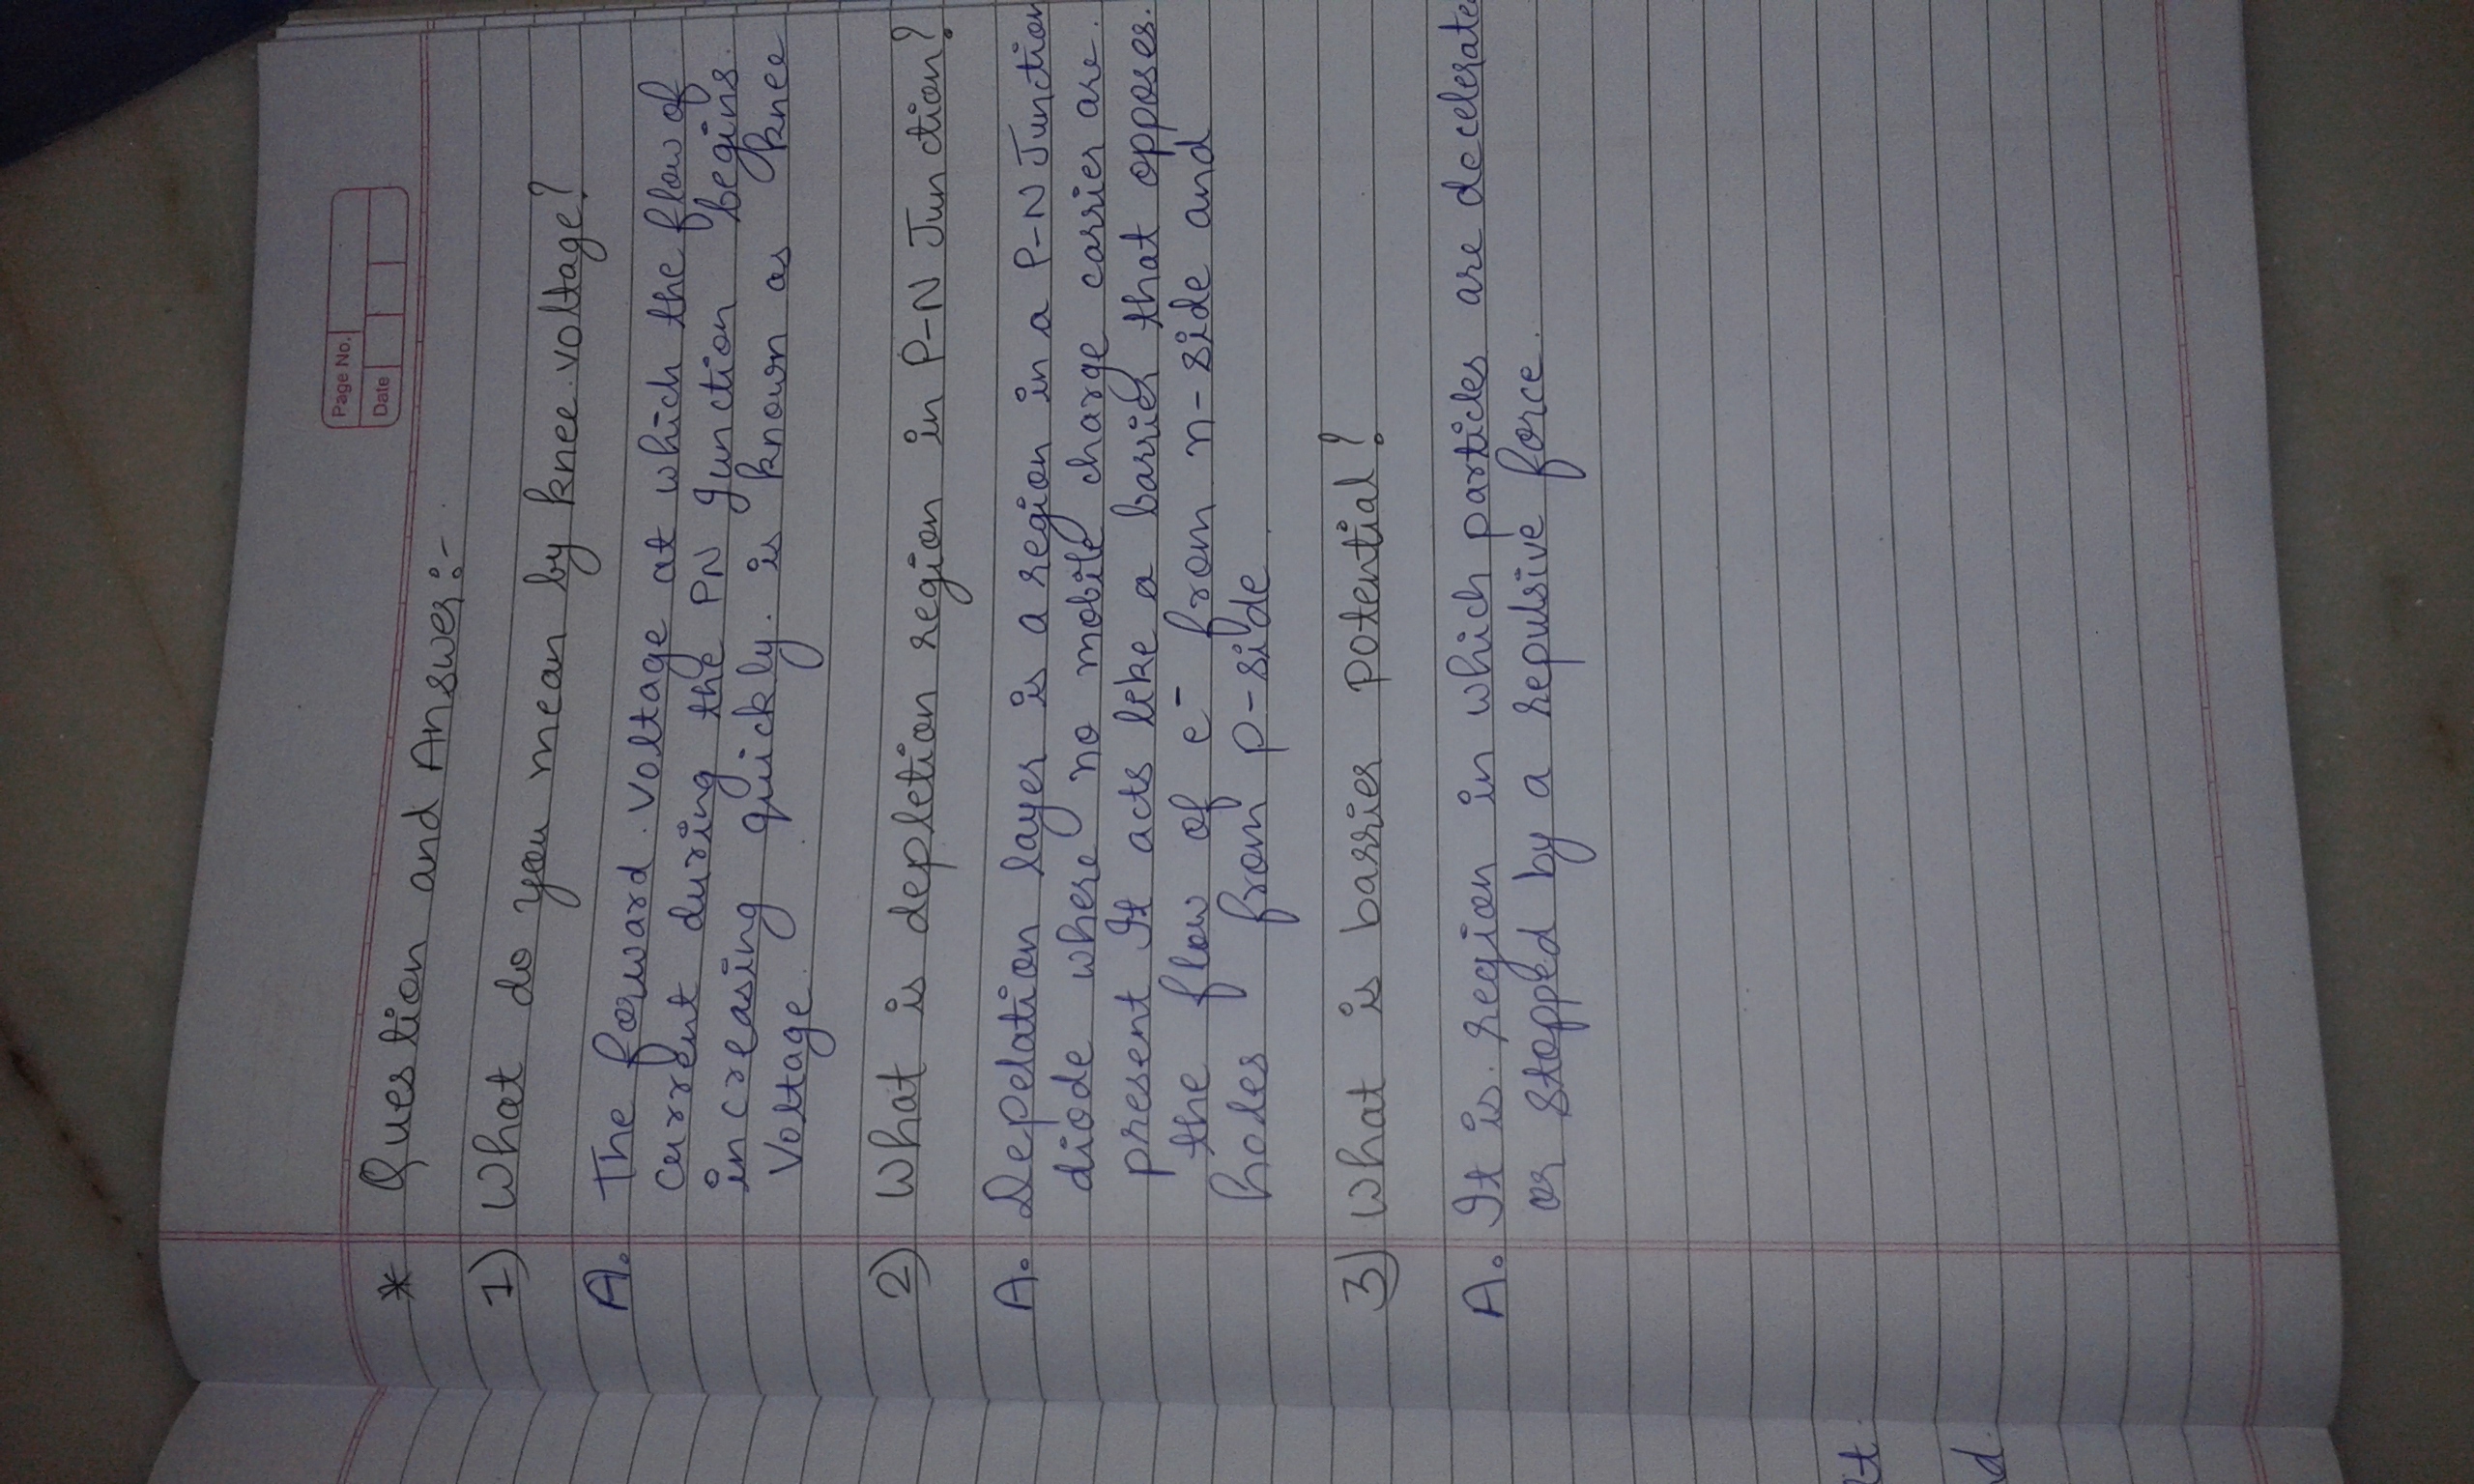 Page No.
Date
* Question and Answer:-
1) What do you mean by knee voltage?
A. The forward voltage at which the flow of
current during the PN Junction begins
increasing quickly. is known as knee
Voltage.
2) What is depletion region in P-N Junction?
A. Depelation layer is a region in a P-N Junction
diode where no mobile charge carrier are.
present It acts like a barrier that opposes.
the flow of e⁻ from n-side and
holes from p-side.
3) What is barrier potential?
A. It is region in which particles are decelerate
or stopped by a repulsive force.